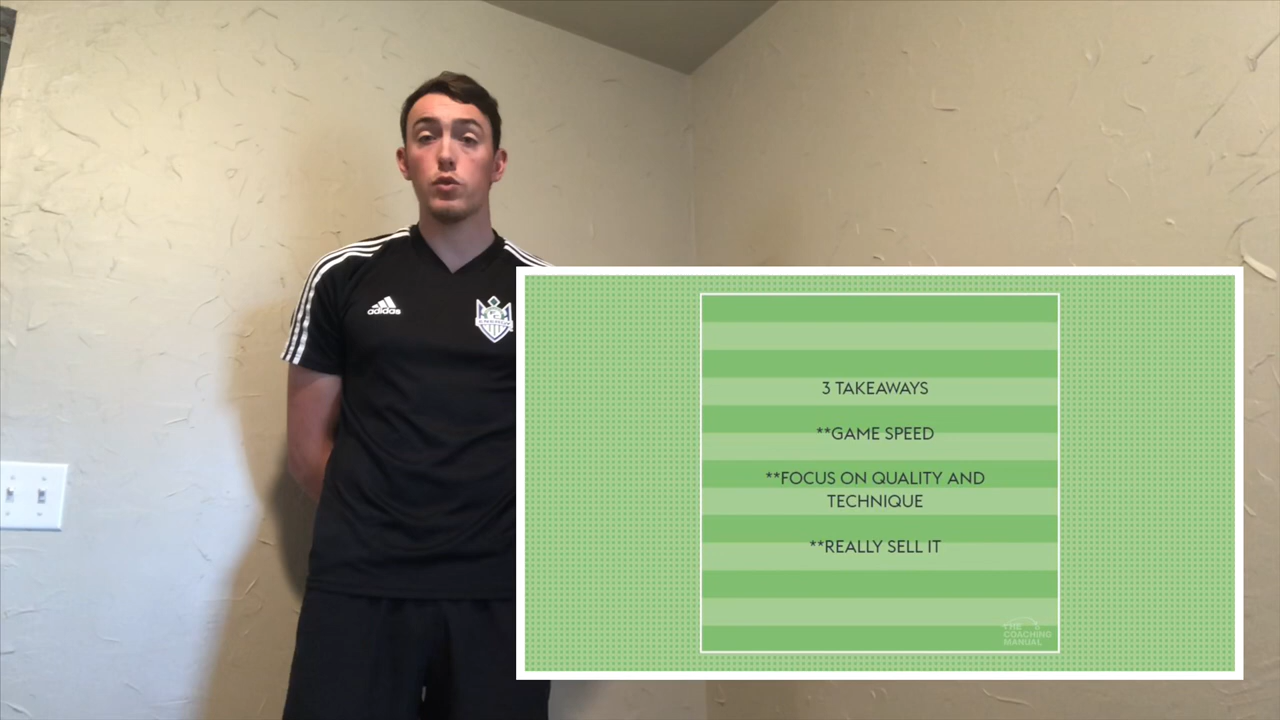 adidas
3 TAKEAWAYS
**GAME SPEED
**FOCUS ON QUALITY AND
TECHNIQUE
**REALLY SELL IT
THE
COACHING
MANUAL